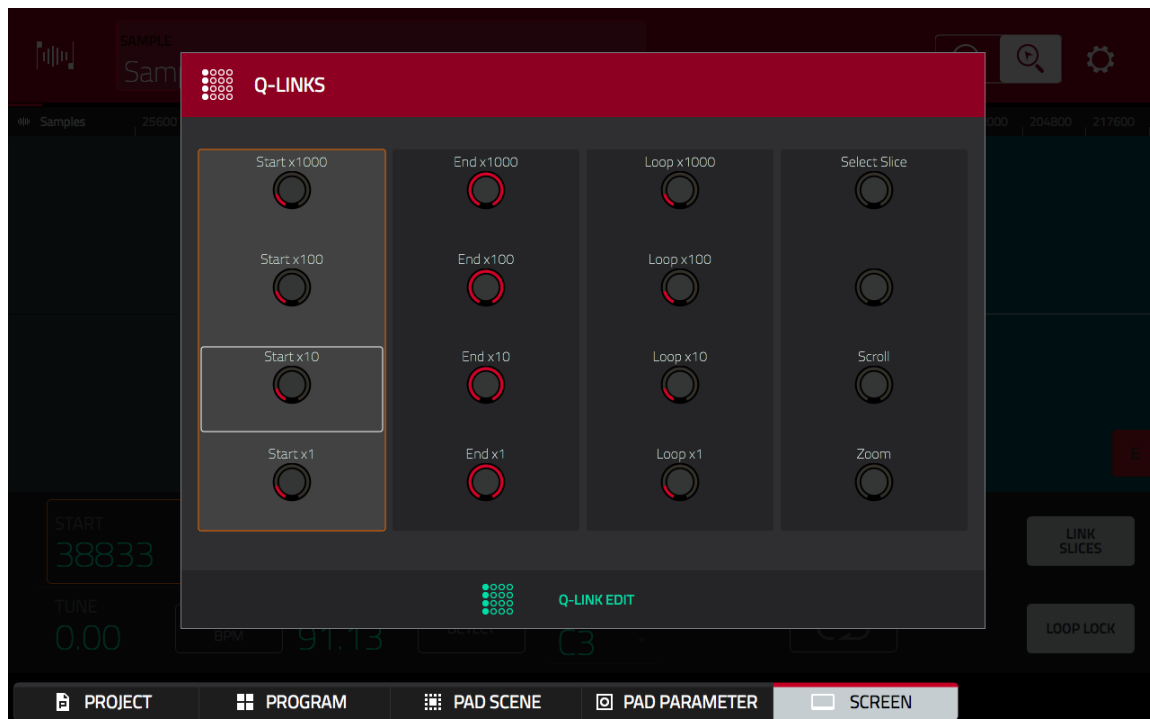 SAMPLE
Sam
Q-LINKS
Samples 25600 000 204800 217600
Start x1000 End x1000 Loop x1000 Select Slice
Start x100 End x100 Loop x100
Start x10 End x10 Loop x10 Scroll
Start x1 End x1 Loop x1 Zoom
E
START
38833
LINK
SLICES
Q-LINK EDIT
TUNE
0.00 BPM 91.13 DETECT C3 LOOP LOCK
PROJECT PROGRAM PAD SCENE PAD PARAMETER SCREEN